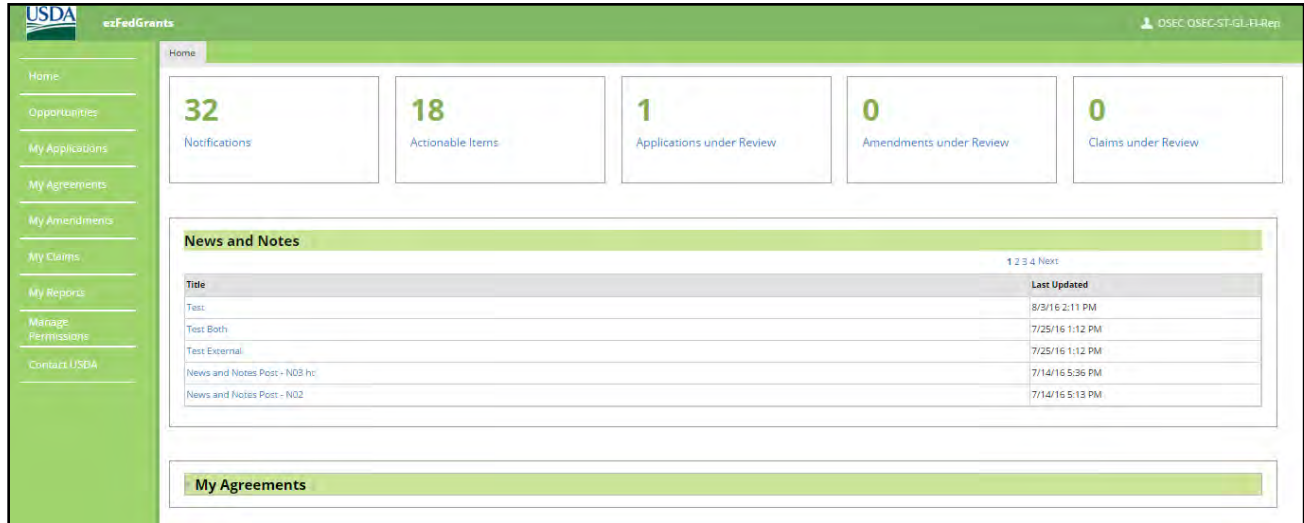 USDA
ezFedGrants
OSEC OSEC-ST-GL-FI-Rep
Home
Home
Opportunities
My Applications
My Agreements
My Amendments
My Claims
My Reports
Manage
Permissions
Contact USDA
32
Notifications
18
Actionable Items
1
Applications under Review
0
Amendments under Review
0
Claims under Review
News and Notes
1 2 3 4 Next
Title Last Updated
Test 8/3/16 2:11 PM
Test Both 7/25/16 1:12 PM
Test External 7/25/16 1:12 PM
News and Notes Post - N03 hc 7/14/16 5:36 PM
News and Notes Post - N02 7/14/16 5:13 PM
My Agreements